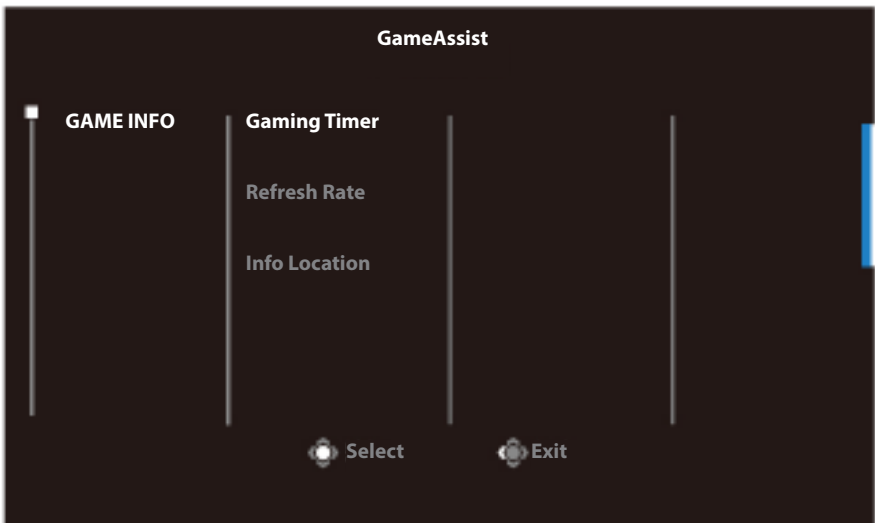 GameAssist
GAME INFO
Gaming Timer
Refresh Rate
Info Location
Select
Exit